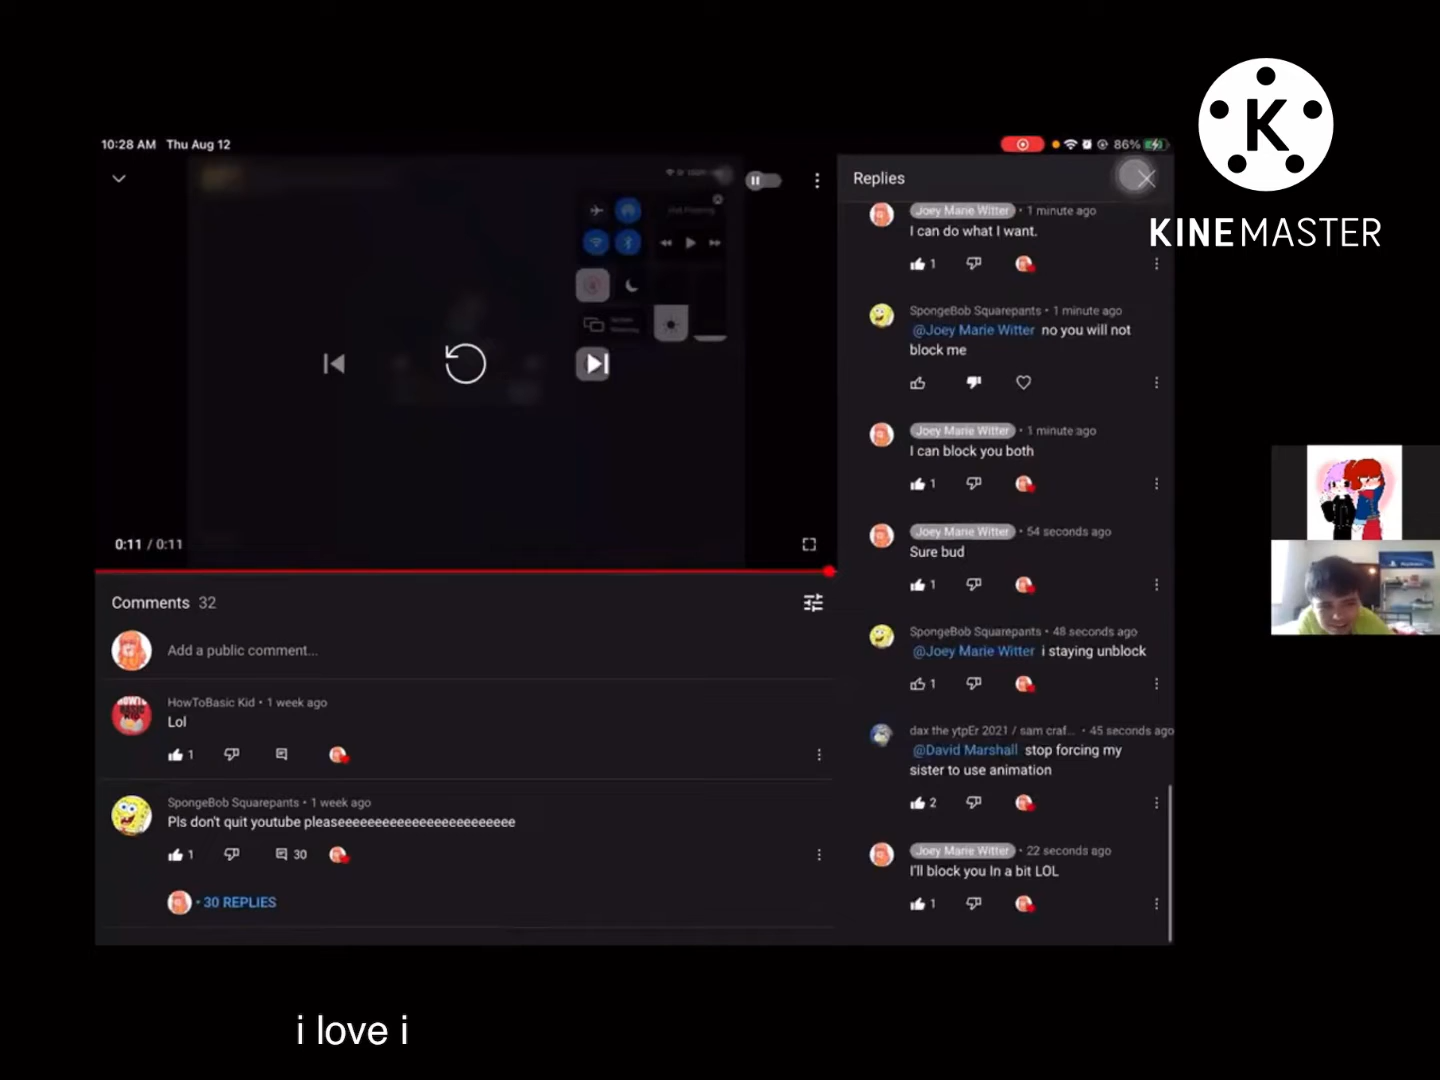 KINEMASTER
10:28 AM Thu Aug 12
86%
Replies
Joey Marie Witter • 1 minute ago
I can do what I want.
1
SpongeBob Squarepants • 1 minute ago
@Joey Marie Witter no you will not
block me
Joey Marie Witter • 1 minute ago
I can block you both
1
Joey Marie Witter • 54 seconds ago
Sure bud
1
SpongeBob Squarepants • 48 seconds ago
@Joey Marie Witter i staying unblock
1
dax the ytpEr 2021 / sam craf... • 45 seconds ago
@David Marshall stop forcing my
sister to use animation
2
Joey Marie Witter • 22 seconds ago
I'll block you In a bit LOL
1
0:11 / 0:11
Comments 32
Add a public comment...
HowToBasic Kid • 1 week ago
Lol
1
SpongeBob Squarepants • 1 week ago
Pls don't quit youtube pleaseeeeeeeeeeeeeeeeeeeeeeee
1 30
• 30 REPLIES
i love i